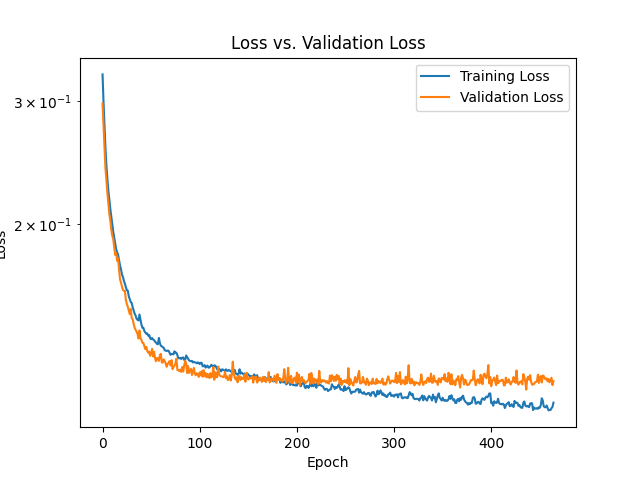 Loss vs. Validation Loss
Training Loss
Validation Loss
3 × 10⁻¹
2 × 10⁻¹
Loss
0 100 200 300 400
Epoch